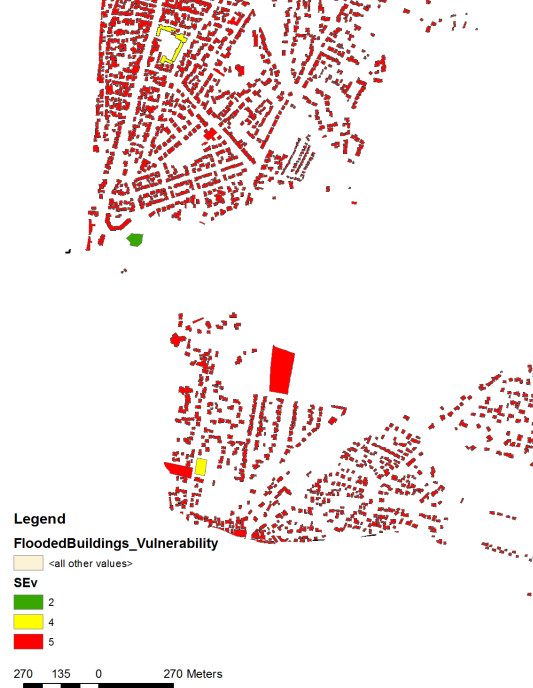 Legend
FloodedBuildings_Vulnerability
<all other values>
SEv
2
4
5
270 135 0 270 Meters